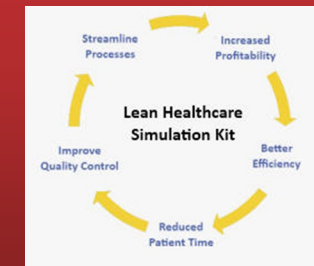 Streamline
Processes
Increased
Profitability
Lean Healthcare
Simulation Kit
Better
Efficiency
Improve
Quality Control
Reduced
Patient Time